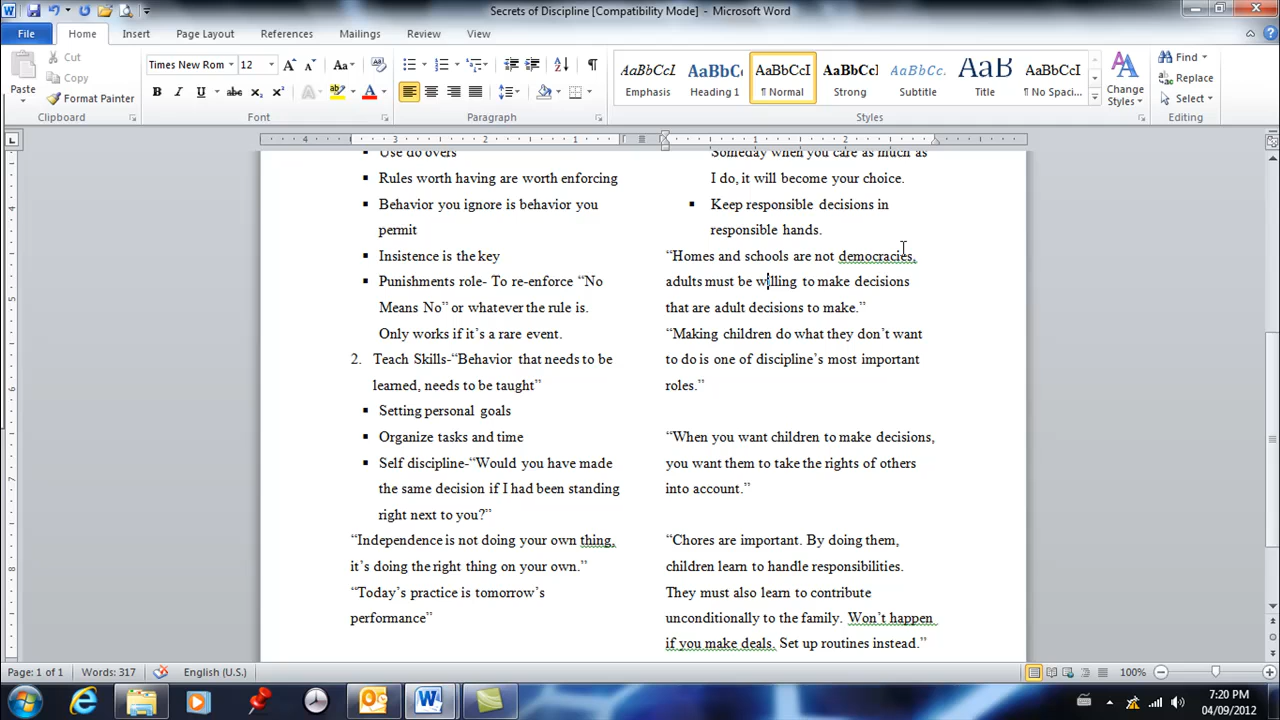 Secrets of Discipline [Compatibility Mode] - Microsoft Word
File Home Insert Page Layout References Mailings Review View
Cut
Copy
Format Painter
Paste
Times New Rom 12
AaBbCcI AaBbC AaBbCcI AaBbCcI AaBbCc. AaB AaBbCcI
Emphasis Heading 1 ¶ Normal Strong Subtitle Title ¶ No Spaci...
Change Styles
Find
Replace
Select
Clipboard Font Paragraph Styles Editing
4 3 2 1 1 2
Use do overs
▪ Rules worth having are worth enforcing
▪ Behavior you ignore is behavior you
permit
▪ Insistence is the key
▪ Punishments role- To re-enforce “No
Means No” or whatever the rule is.
Only works if it’s a rare event.
2. Teach Skills-“Behavior that needs to be
learned, needs to be taught”
▪ Setting personal goals
▪ Organize tasks and time
▪ Self discipline-“Would you have made
the same decision if I had been standing
right next to you?”
“Independence is not doing your own thing,
it’s doing the right thing on your own.”
“Today’s practice is tomorrow’s
performance”
Someday when you care as much as
I do, it will become your choice.
▪ Keep responsible decisions in
responsible hands.
“Homes and schools are not democracies,
adults must be willing to make decisions
that are adult decisions to make.”
“Making children do what they don’t want
to do is one of discipline’s most important
roles.”
“When you want children to make decisions,
you want them to take the rights of others
into account.”
“Chores are important. By doing them,
children learn to handle responsibilities.
They must also learn to contribute
unconditionally to the family. Won’t happen
if you make deals. Set up routines instead.”
Page: 1 of 1 Words: 317 English (U.S.) 100%
7:20 PM
04/09/2012